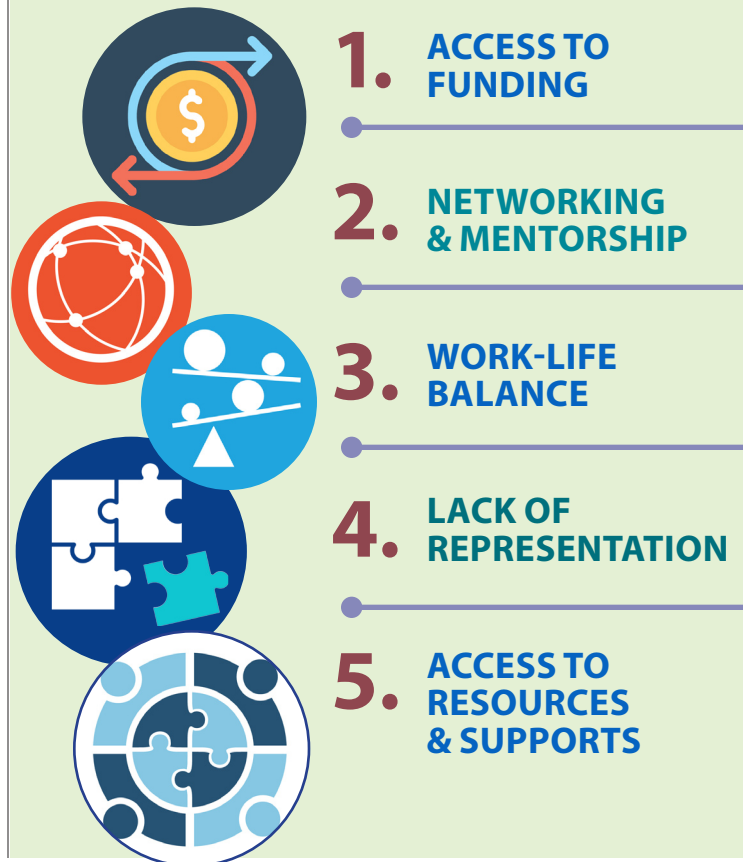 1. ACCESS TO
FUNDING
2. NETWORKING
& MENTORSHIP
3. WORK-LIFE
BALANCE
4. LACK OF
REPRESENTATION
5. ACCESS TO
RESOURCES
& SUPPORTS
$